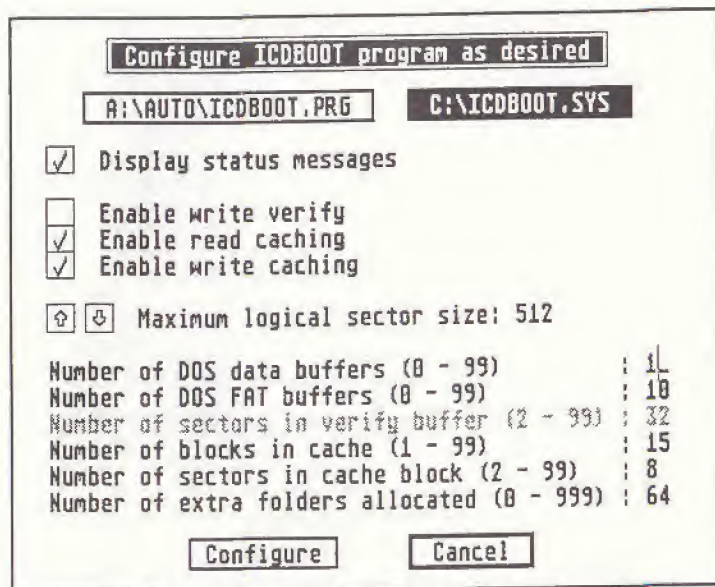 Configure ICDBOOT program as desired
A:\AUTO\ICDBOOT.PRG C:\ICDBOOT.SYS
Display status messages
Enable write verify
Enable read caching
Enable write caching
Maximum logical sector size: 512
Number of DOS data buffers (0 - 99) : 1
Number of DOS FAT buffers (0 - 99) : 10
Number of sectors in verify buffer (2 - 99) : 32
Number of blocks in cache (1 - 99) : 15
Number of sectors in cache block (2 - 99) : 8
Number of extra folders allocated (0 - 999) : 64
Configure Cancel